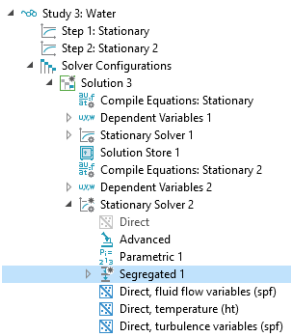 Study 3: Water
Step 1: Stationary
Step 2: Stationary 2
Solver Configurations
Solution 3
Compile Equations: Stationary
Dependent Variables 1
Stationary Solver 1
Solution Store 1
Compile Equations: Stationary 2
Dependent Variables 2
Stationary Solver 2
Direct
Advanced
Parametric 1
Segregated 1
Direct, fluid flow variables (spf)
Direct, temperature (ht)
Direct, turbulence variables (spf)